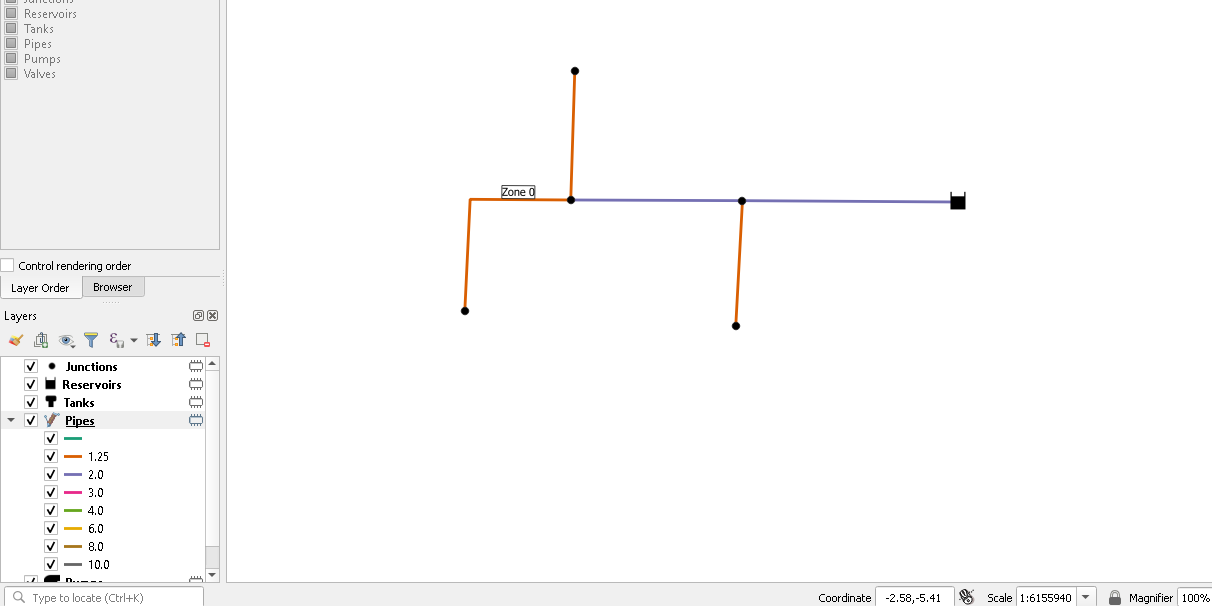 Junctions
Reservoirs
Tanks
Pipes
Pumps
Valves
Zone 0
Control rendering order
Layer Order Browser
Layers
Junctions
Reservoirs
Tanks
Pipes
1.25
2.0
3.0
4.0
6.0
8.0
10.0
Pumps
Type to locate (Ctrl+K)
Coordinate -2.58,-5.41 Scale 1:6155940 Magnifier 100%